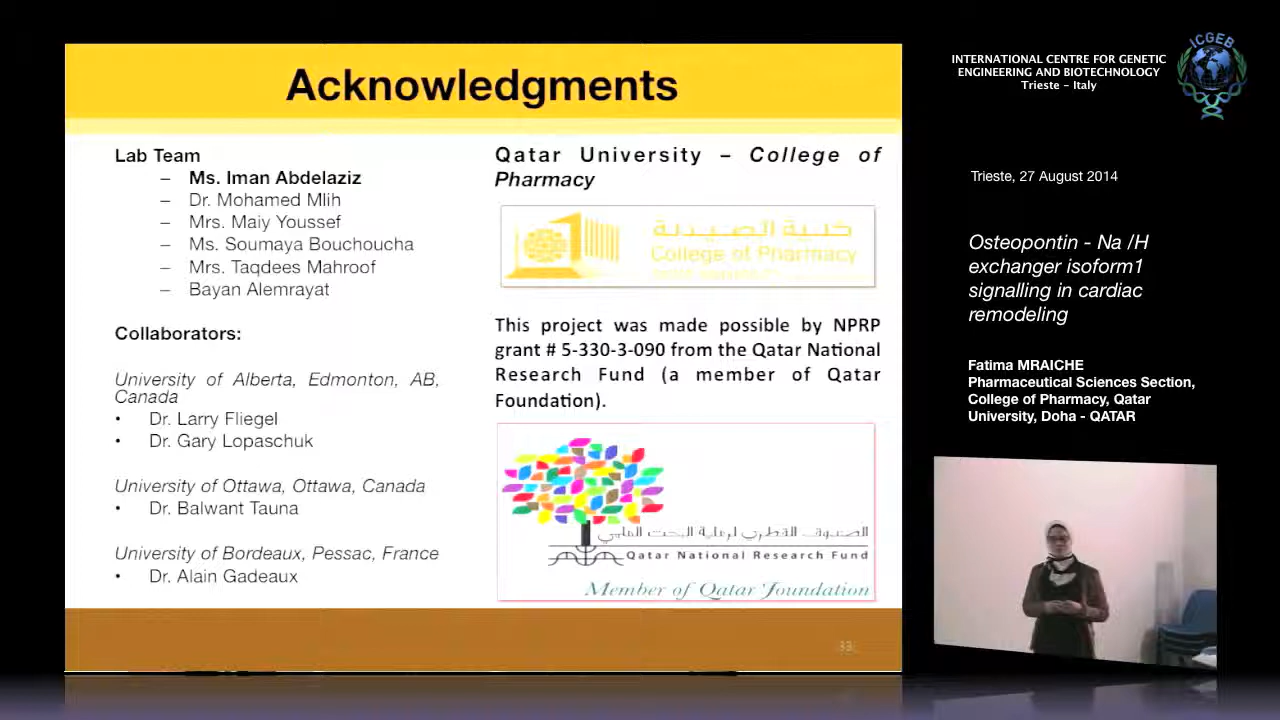 Acknowledgments
Lab Team
– Ms. Iman Abdelaziz
– Dr. Mohamed Mlih
– Mrs. Maiy Youssef
– Ms. Soumaya Bouchoucha
– Mrs. Taqdees Mahroof
– Bayan Alemrayat
Collaborators:
University of Alberta, Edmonton, AB,
Canada
• Dr. Larry Fliegel
• Dr. Gary Lopaschuk
University of Ottawa, Ottawa, Canada
• Dr. Balwant Tauna
University of Bordeaux, Pessac, France
• Dr. Alain Gadeaux
Qatar University – College of
Pharmacy
كلية الصيدلة
College of Pharmacy
This project was made possible by NPRP
grant # 5-330-3-090 from the Qatar National
Research Fund (a member of Qatar
Foundation).
الصندوق القطري لرعاية البحث العلمي
Qatar National Research Fund
Member of Qatar Foundation
33
INTERNATIONAL CENTRE FOR GENETIC
ENGINEERING AND BIOTECHNOLOGY
Trieste – Italy
ICGEB
Trieste, 27 August 2014
Osteopontin - Na /H
exchanger isoform1
signalling in cardiac
remodeling
Fatima MRAICHE
Pharmaceutical Sciences Section,
College of Pharmacy, Qatar
University, Doha - QATAR